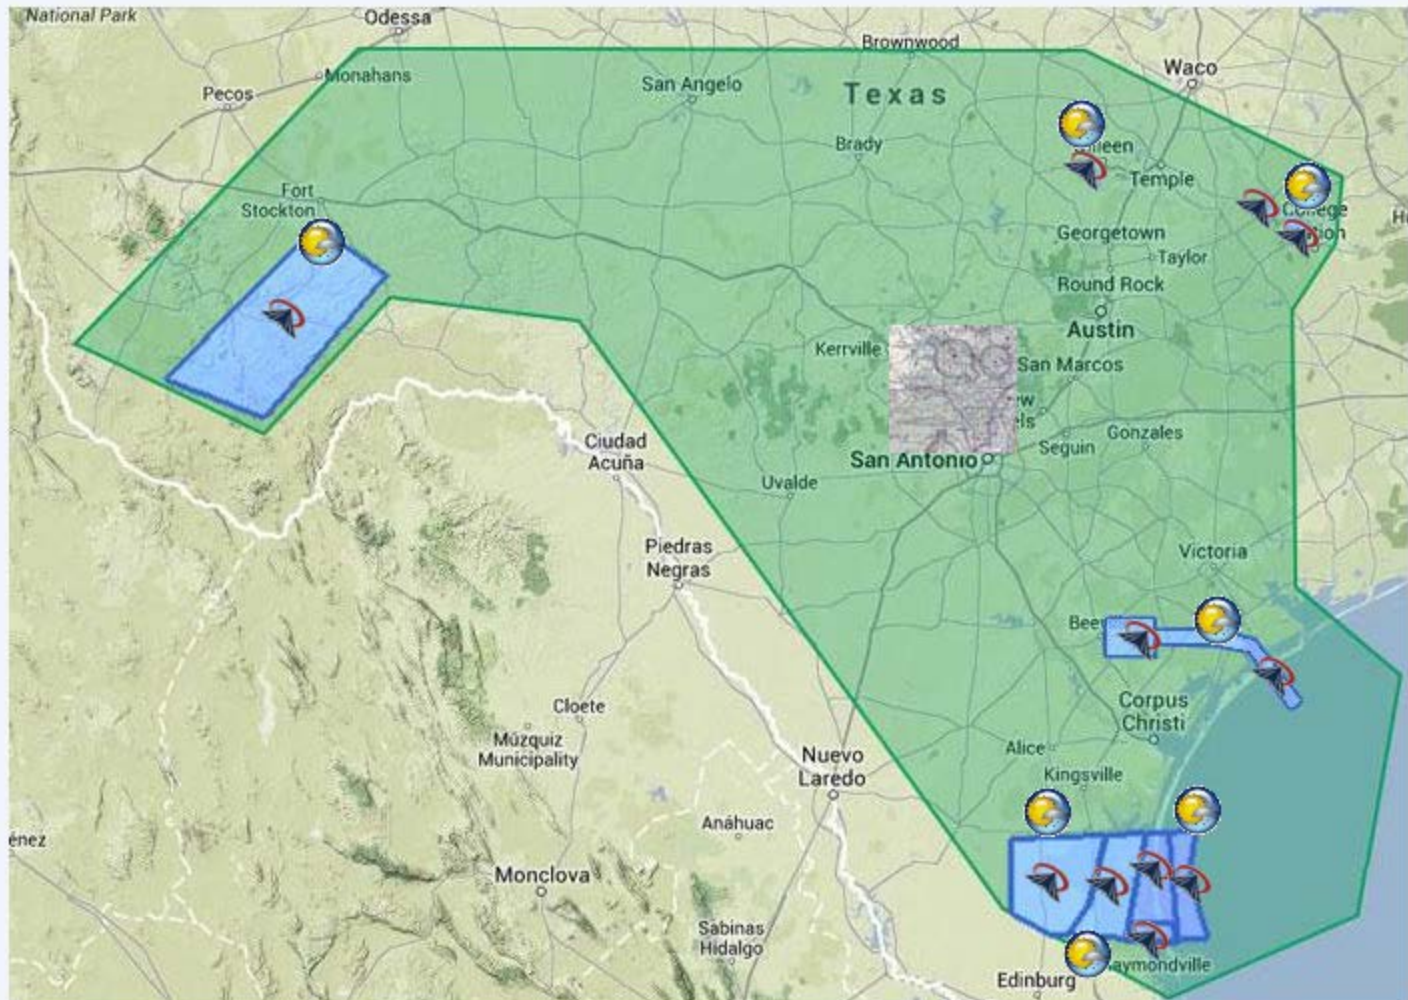 National Park
Odessa
Brownwood
Monahans
Waco
Pecos
San Angelo
Texas
Brady
Temple
Fort
Stockton
Georgetown
Taylor
Round Rock
Austin
Kerrville
San Marcos
Seguin
Gonzales
San Antonio
Ciudad
Acuña
Uvalde
Victoria
Piedras
Negras
Cloete
Corpus
Christi
Múzquiz
Municipality
Alice
Nuevo
Laredo
Kingsville
Anáhuac
énez
Monclova
Sabinas
Hidalgo
aymondville
Edinburg